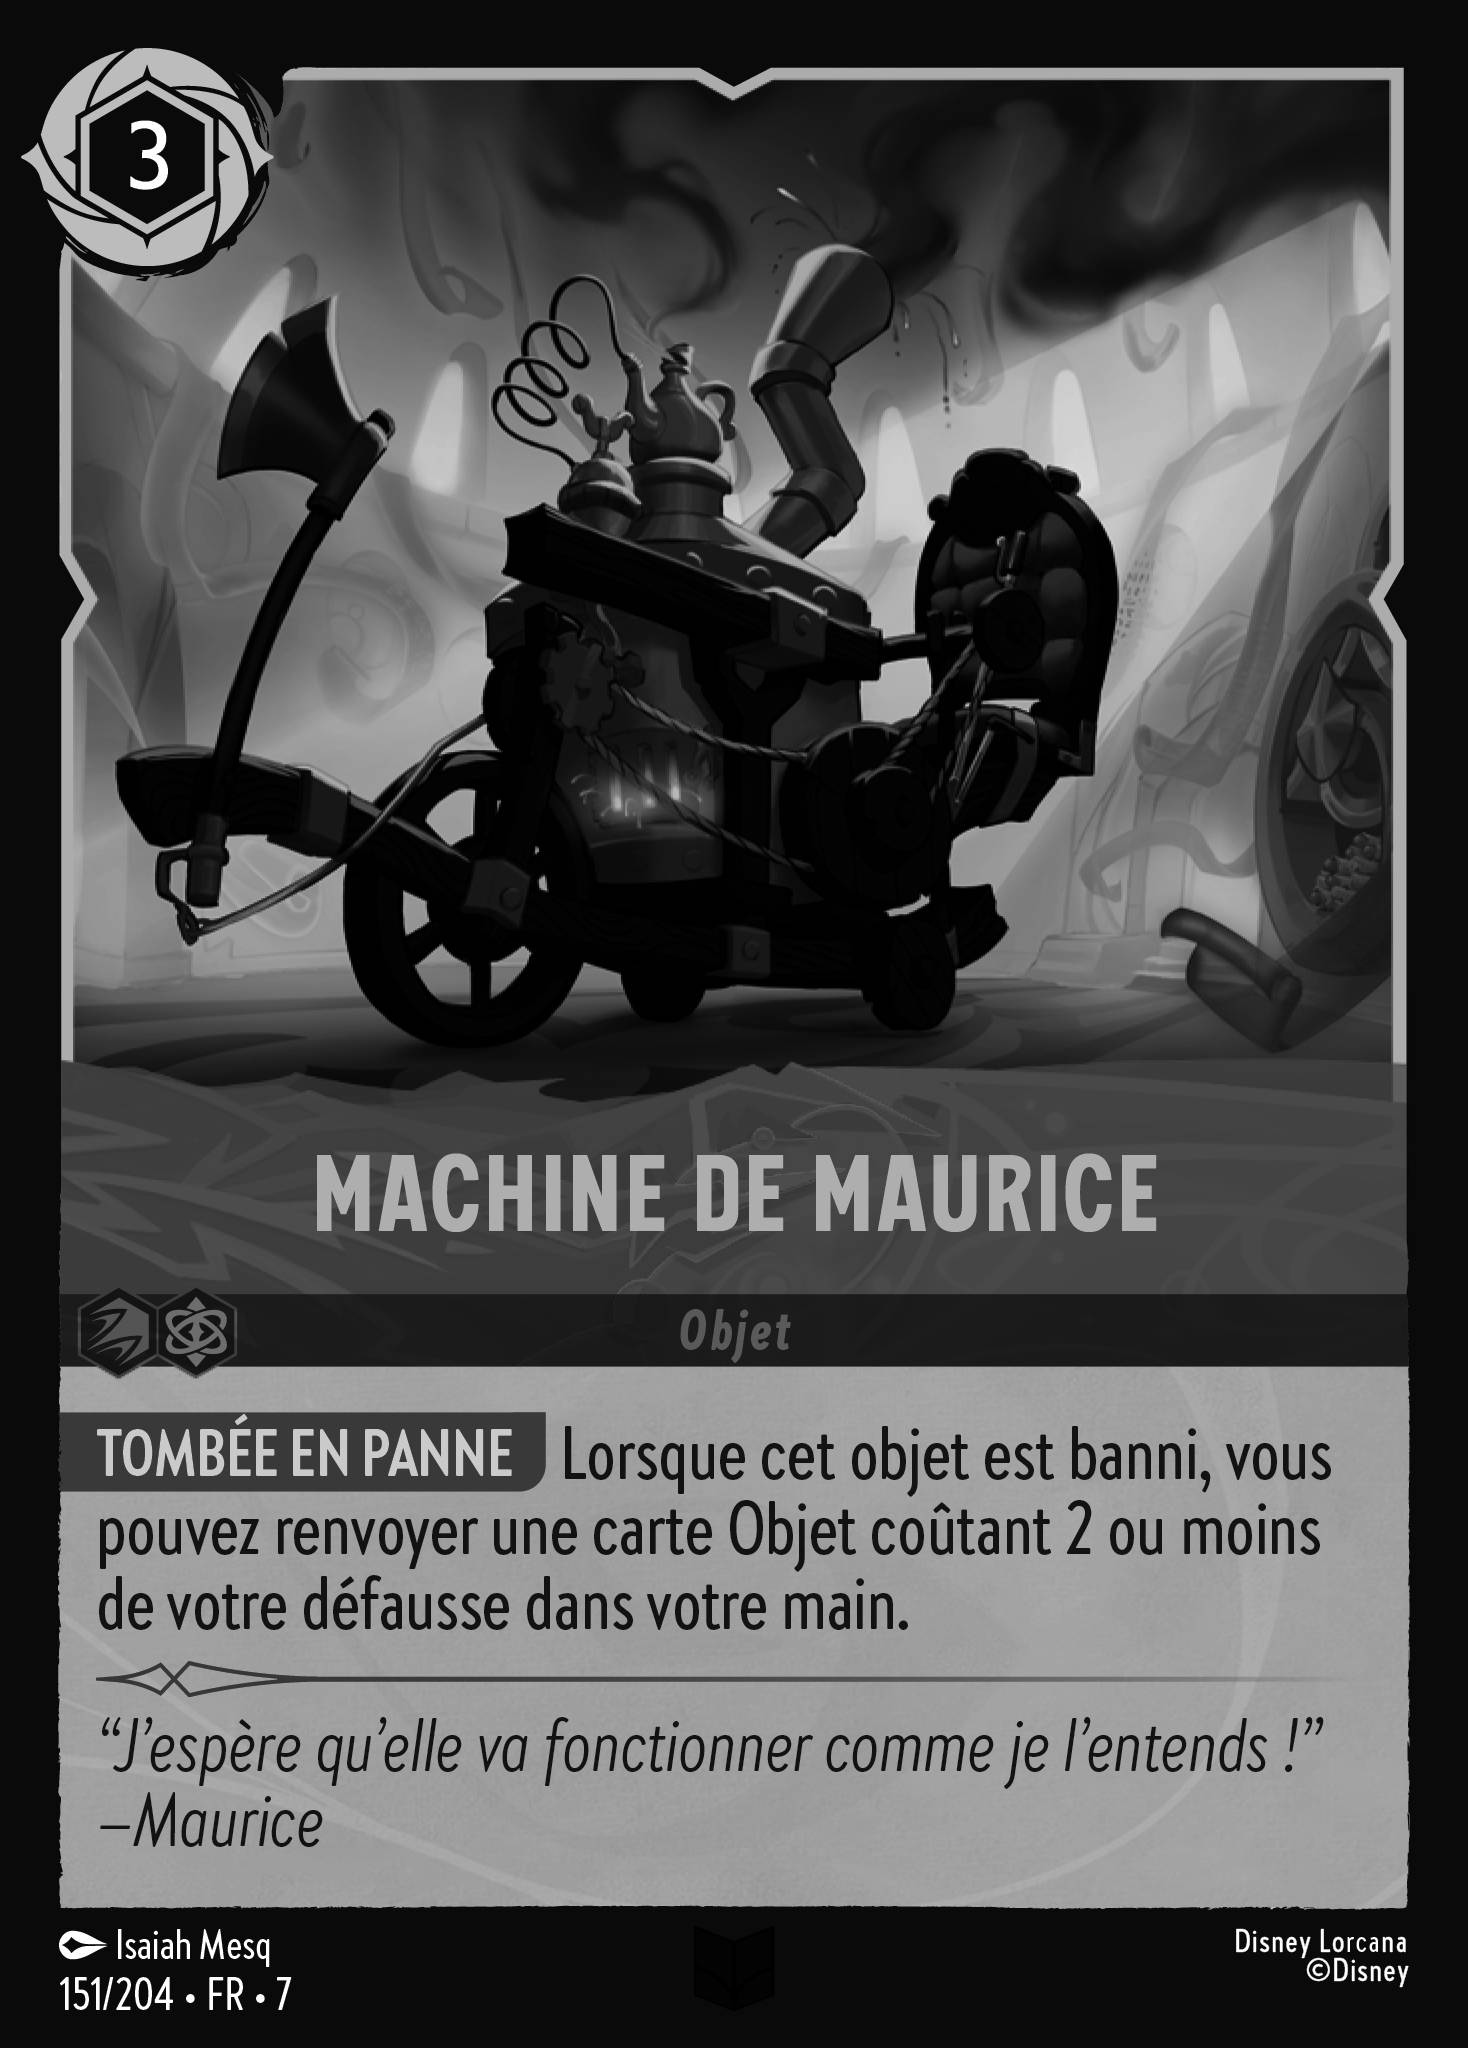 3
MACHINE DE MAURICE
Objet
TOMBÉE EN PANNE Lorsque cet objet est banni, vous
pouvez renvoyer une carte Objet coûtant 2 ou moins
de votre défausse dans votre main.
“J’espère qu’elle va fonctionner comme je l’entends !”
–Maurice
Isaiah Mesq
151/204 • FR • 7
Disney Lorcana
©Disney